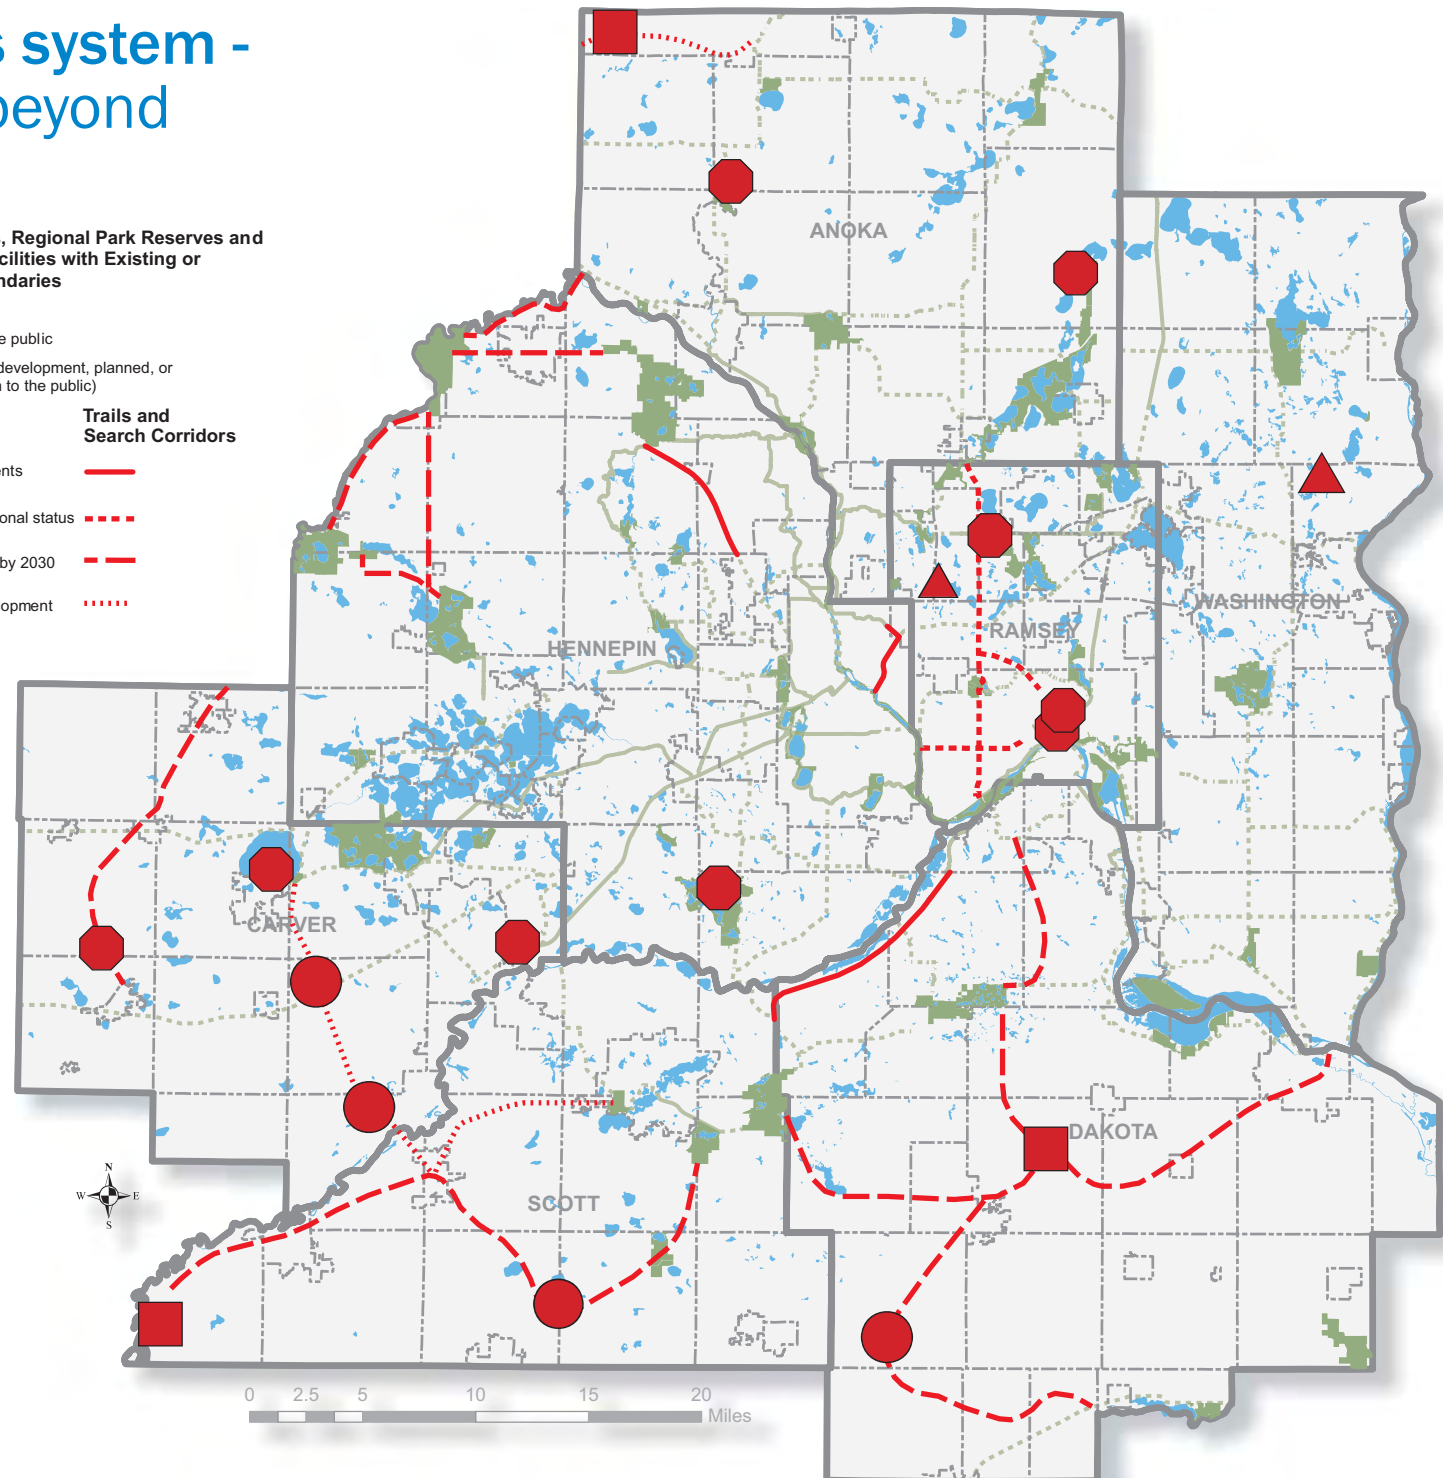 s system -
beyond
, Regional Park Reserves and
cilities with Existing or
ndaries
e public
development, planned, or
n to the public)
Trails and
Search Corridors
ents
onal status
by 2030
opment
ANOKA
HENNEPIN
RAMSEY
WASHINGTON
CARVER
DAKOTA
SCOTT
N
W E
S
0 2.5 5 10 15 20
Miles